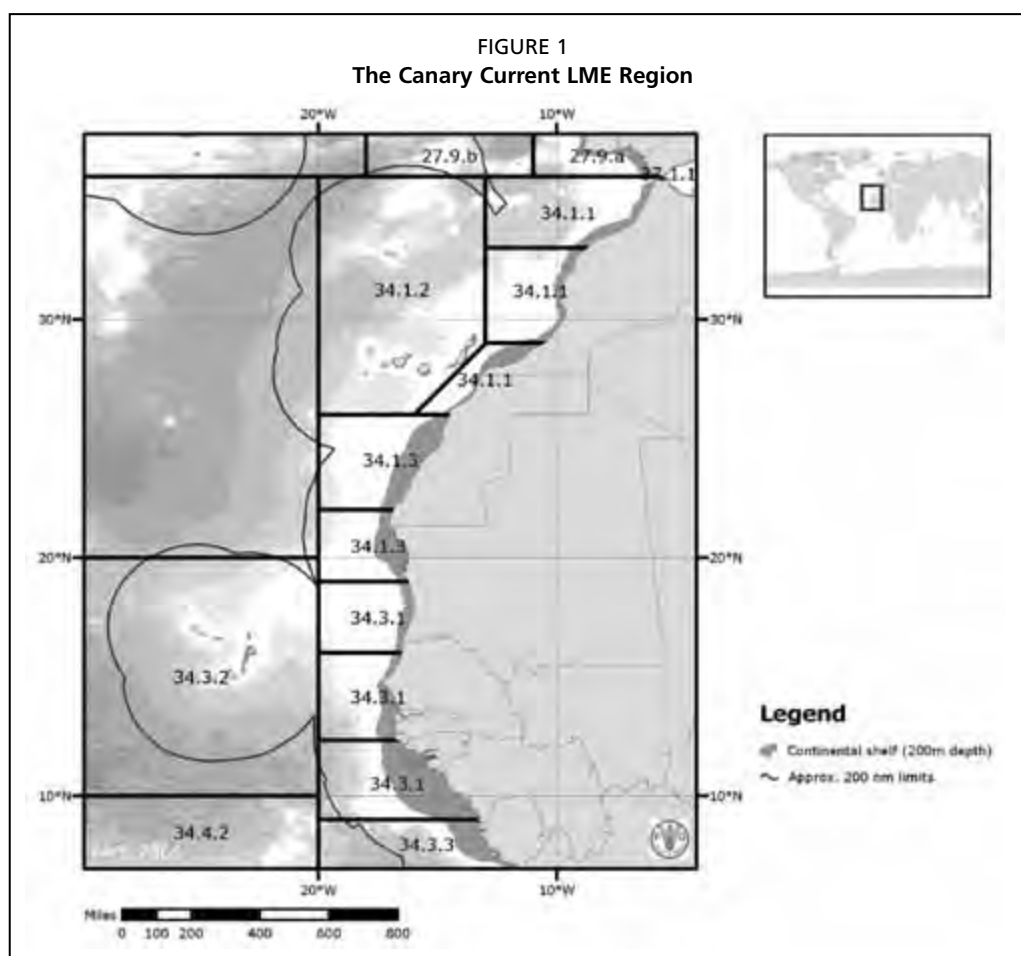 FIGURE 1
The Canary Current LME Region
20°W 10°W
27.9.b 27.9.a
34.1.1
34.1.2 34.1.1
30°N 30°N
34.1.1
34.1.3
20°N 34.1.3 20°N
34.3.1
34.3.2 34.3.1
34.3.1
10°N 10°N
34.4.2 34.3.3
20°W 10°W
Legend
Continental shelf (200m depth)
Approx. 200 nm limits
Miles
0 100 200 400 600 800